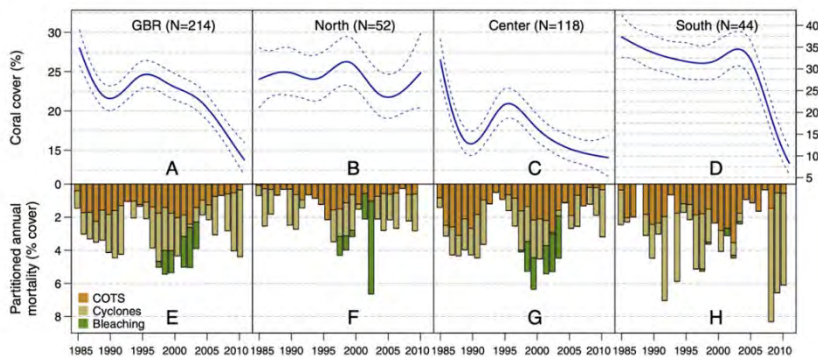 GBR (N=214)
North (N=52)
Center (N=118)
South (N=44)
Coral cover (%)
30
25
25
15
40
35
30
25
20
15
10
5
A
B
C
D
Partitioned annual
mortality (% cover)
0
2
4
6
8
COTS
Cyclones
Bleaching
E
F
G
H
1985 1990 1995 2000 2005 2010
1985 1990 1995 2000 2005 2010
1985 1990 1995 2000 2005 2010
1985 1990 1995 2000 2005 2010